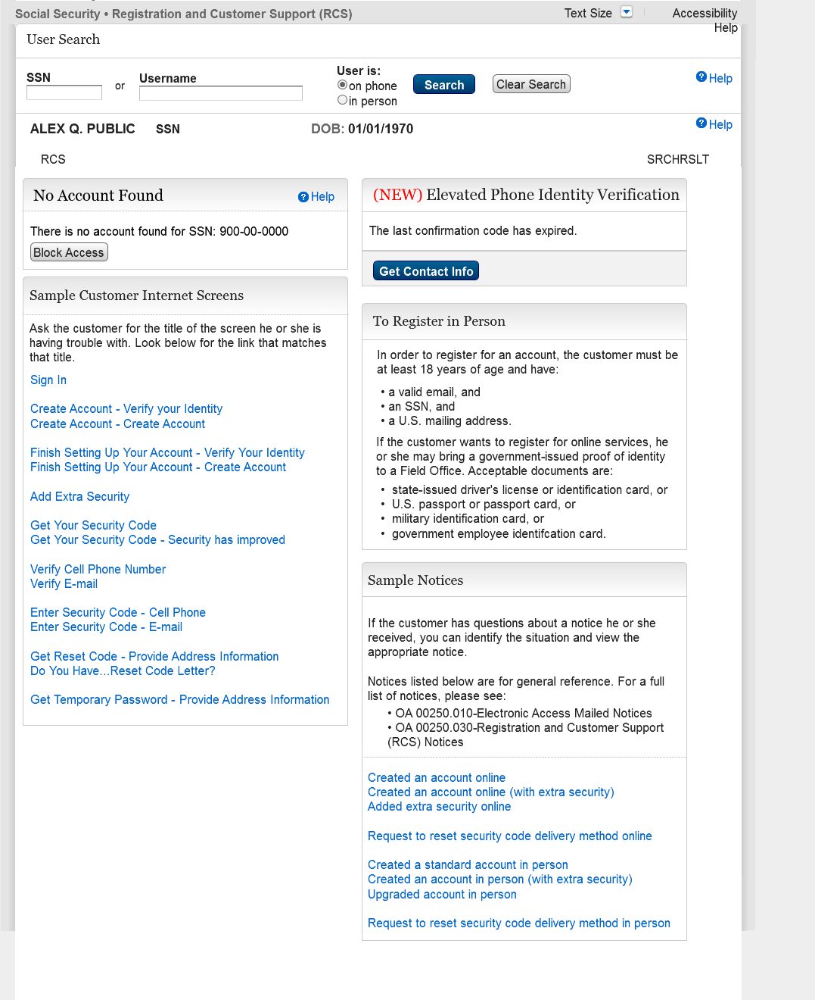 Social Security • Registration and Customer Support (RCS)
Text Size
Accessibility
Help
User Search
SSN
or
Username
User is:
on phone
in person
Search
Clear Search
Help
ALEX Q. PUBLIC SSN DOB: 01/01/1970
Help
RCS
SRCHRSLT
No Account Found
Help
There is no account found for SSN: 900-00-0000
Block Access
Sample Customer Internet Screens
Ask the customer for the title of the screen he or she is
having trouble with. Look below for the link that matches
that title.
Sign In
Create Account - Verify your Identity
Create Account - Create Account
Finish Setting Up Your Account - Verify Your Identity
Finish Setting Up Your Account - Create Account
Add Extra Security
Get Your Security Code
Get Your Security Code - Security has improved
Verify Cell Phone Number
Verify E-mail
Enter Security Code - Cell Phone
Enter Security Code - E-mail
Get Reset Code - Provide Address Information
Do You Have...Reset Code Letter?
Get Temporary Password - Provide Address Information
(NEW) Elevated Phone Identity Verification
The last confirmation code has expired.
Get Contact Info
To Register in Person
In order to register for an account, the customer must be
at least 18 years of age and have:
• a valid email, and
• an SSN, and
• a U.S. mailing address.
If the customer wants to register for online services, he
or she may bring a government-issued proof of identity
to a Field Office. Acceptable documents are:
• state-issued driver's license or identification card, or
• U.S. passport or passport card, or
• military identification card, or
• government employee identifcation card.
Sample Notices
If the customer has questions about a notice he or she
received, you can identify the situation and view the
appropriate notice.
Notices listed below are for general reference. For a full
list of notices, please see:
• OA 00250.010-Electronic Access Mailed Notices
• OA 00250.030-Registration and Customer Support
(RCS) Notices
Created an account online
Created an account online (with extra security)
Added extra security online
Request to reset security code delivery method online
Created a standard account in person
Created an account in person (with extra security)
Upgraded account in person
Request to reset security code delivery method in person